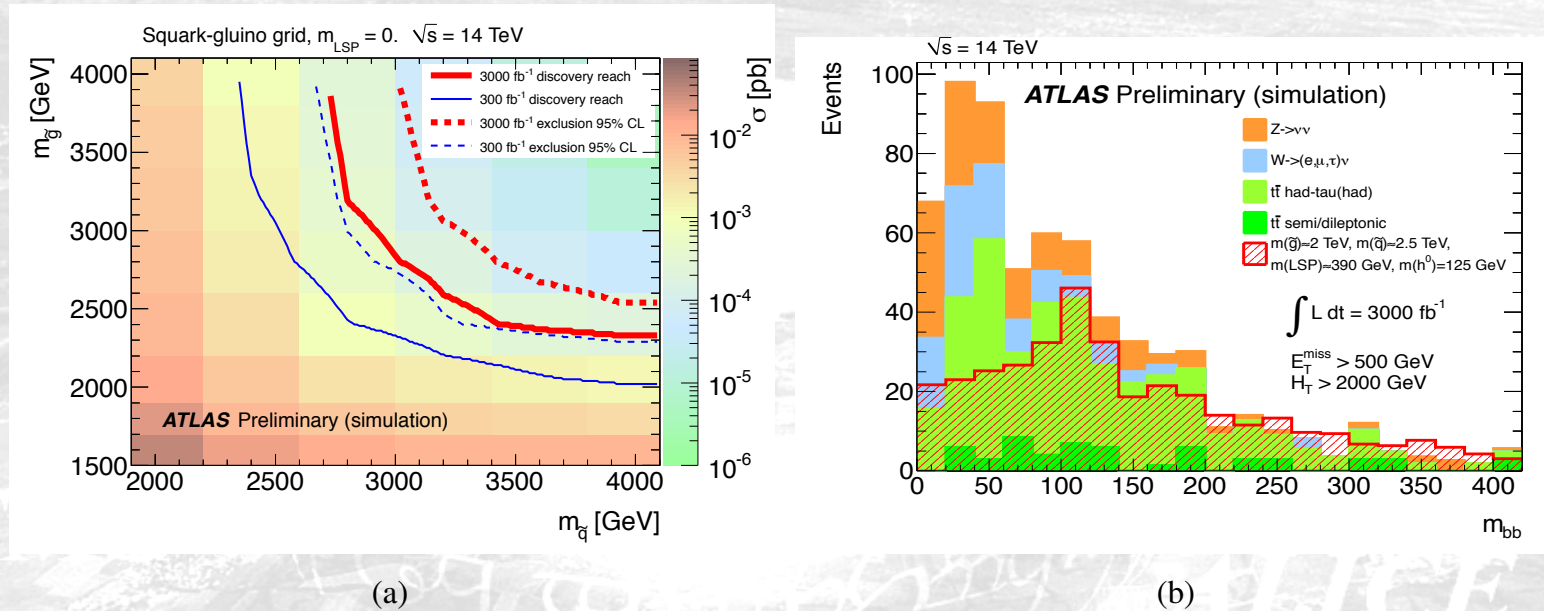 Squark-gluino grid, m_LSP = 0. √s = 14 TeV
3000 fb⁻¹ discovery reach
300 fb⁻¹ discovery reach
3000 fb⁻¹ exclusion 95% CL
300 fb⁻¹ exclusion 95% CL
m_g̃ [GeV]
4000
3500
3000
2500
2000
1500
ATLAS Preliminary (simulation)
2000 2500 3000 3500 4000
m_q̃ [GeV]
σ [pb]
10⁻²
10⁻³
10⁻⁴
10⁻⁵
10⁻⁶
(a)
√s = 14 TeV
Events
100
80
60
40
20
0
ATLAS Preliminary (simulation)
Z->νν
W->(e,μ,τ)ν
tt̄ had-tau(had)
tt̄ semi/dileptonic
m(g̃)≈2 TeV, m(q̃)≈2.5 TeV,
m(LSP)≈390 GeV, m(h⁰)=125 GeV
∫ L dt = 3000 fb⁻¹
E_T^miss > 500 GeV
H_T > 2000 GeV
0 50 100 150 200 250 300 350 400
m_bb
(b)